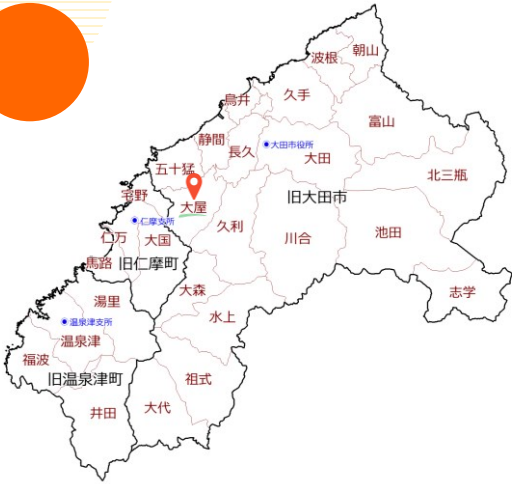 朝山
波根
久手
鳥井
富山
静間
長久
大田市役所
大田
五十猛
北三瓶
宅野
大屋
旧大田市
仁摩支所
久利
池田
仁万
大国
川合
馬路
旧仁摩町
大森
志学
湯里
水上
温泉津支所
温泉津
福波
旧温泉津町
祖式
井田
大代